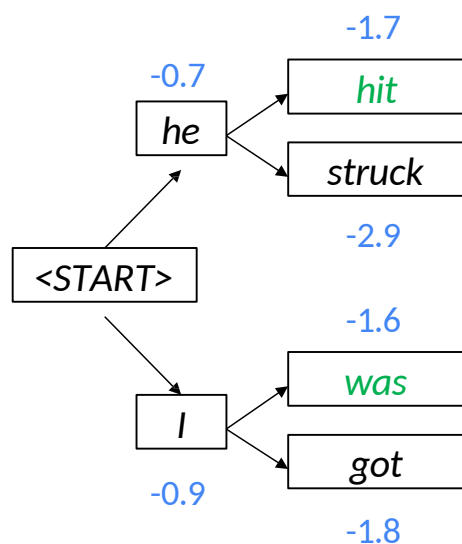 -1.7
-0.7
hit
he
struck
-2.9
<START>
-1.6
was
I
got
-0.9
-1.8